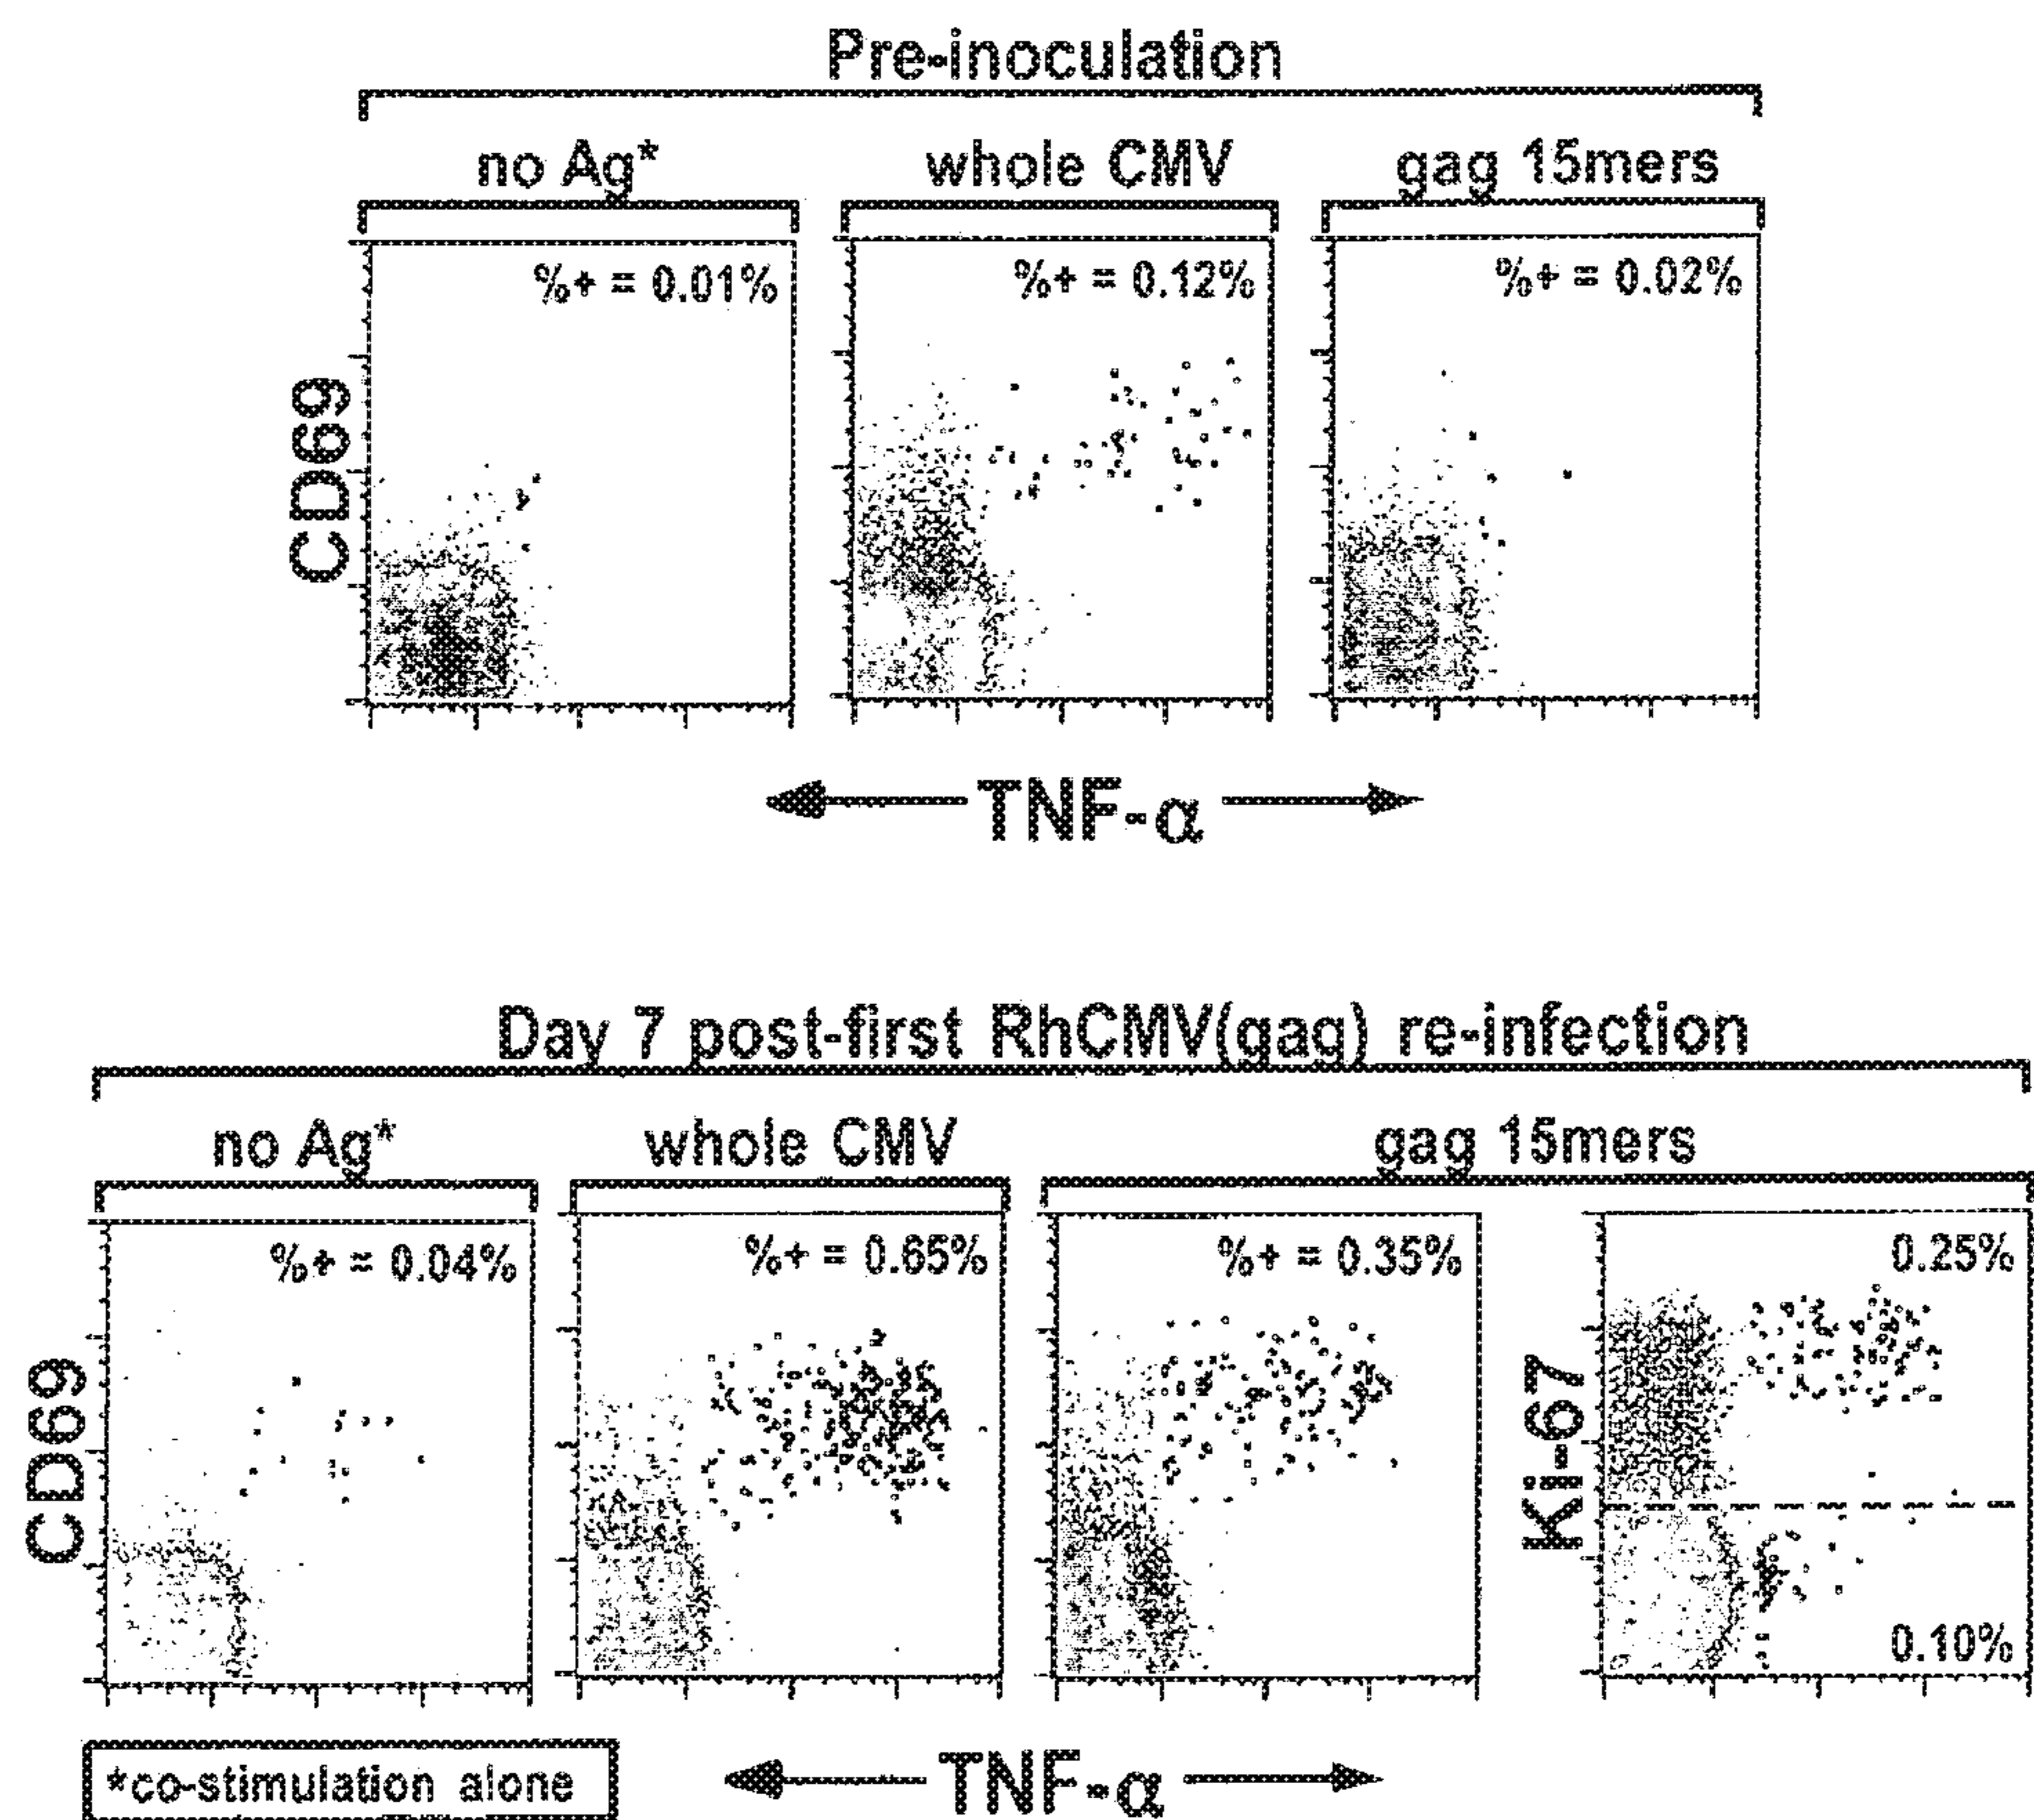 Pre-inoculation
no Ag* whole CMV gag 15mers
%+ = 0.01% %+ = 0.12% %+ = 0.02%
CD69
TNF-α
Day 7 post-first RhCMV(gag) re-infection
no Ag* whole CMV gag 15mers
%+ = 0.04% %+ = 0.65% %+ = 0.35% 0.25%
CD69 Ki-67
0.10%
*co-stimulation alone
TNF-α